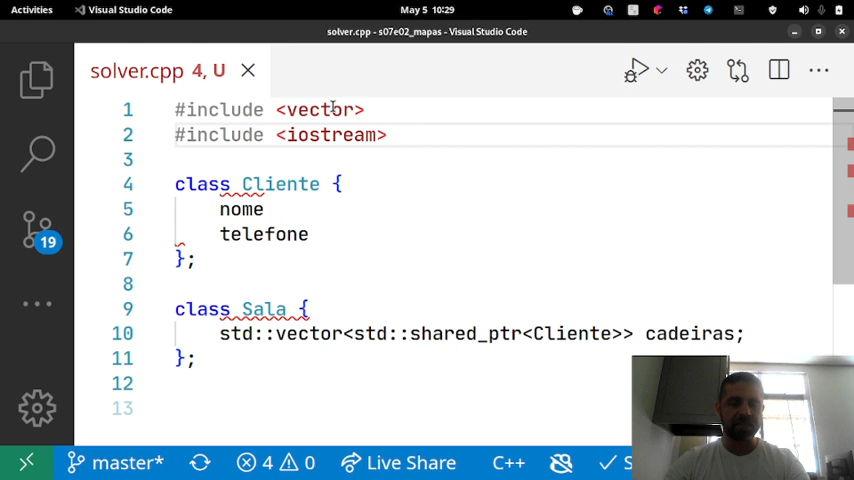 Activities Visual Studio Code May 5 10:29
solver.cpp - s07e02_mapas - Visual Studio Code
solver.cpp 4, U
1 #include <vector>
2 #include <iostream>
3
4 class Cliente {
5 nome
6 telefone
7 };
8
9 class Sala {
10 std::vector<std::shared_ptr<Cliente>> cadeiras;
11 };
12
13
19
master* 4 0 Live Share C++